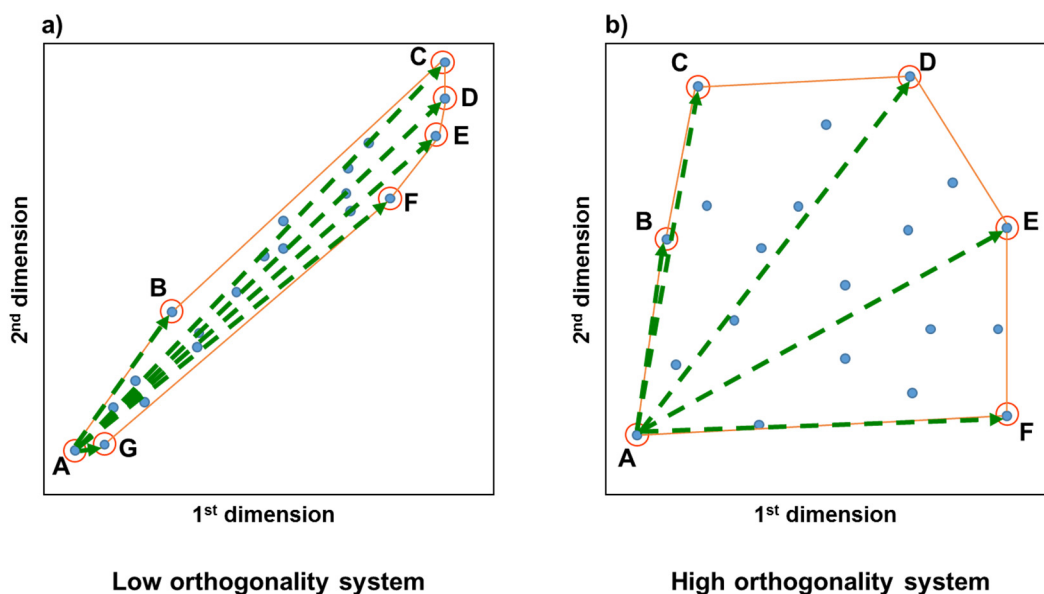 a)
C
D
E
F
B
A
G
2nd dimension
1st dimension
Low orthogonality system
b)
C
D
B
E
A
F
2nd dimension
1st dimension
High orthogonality system